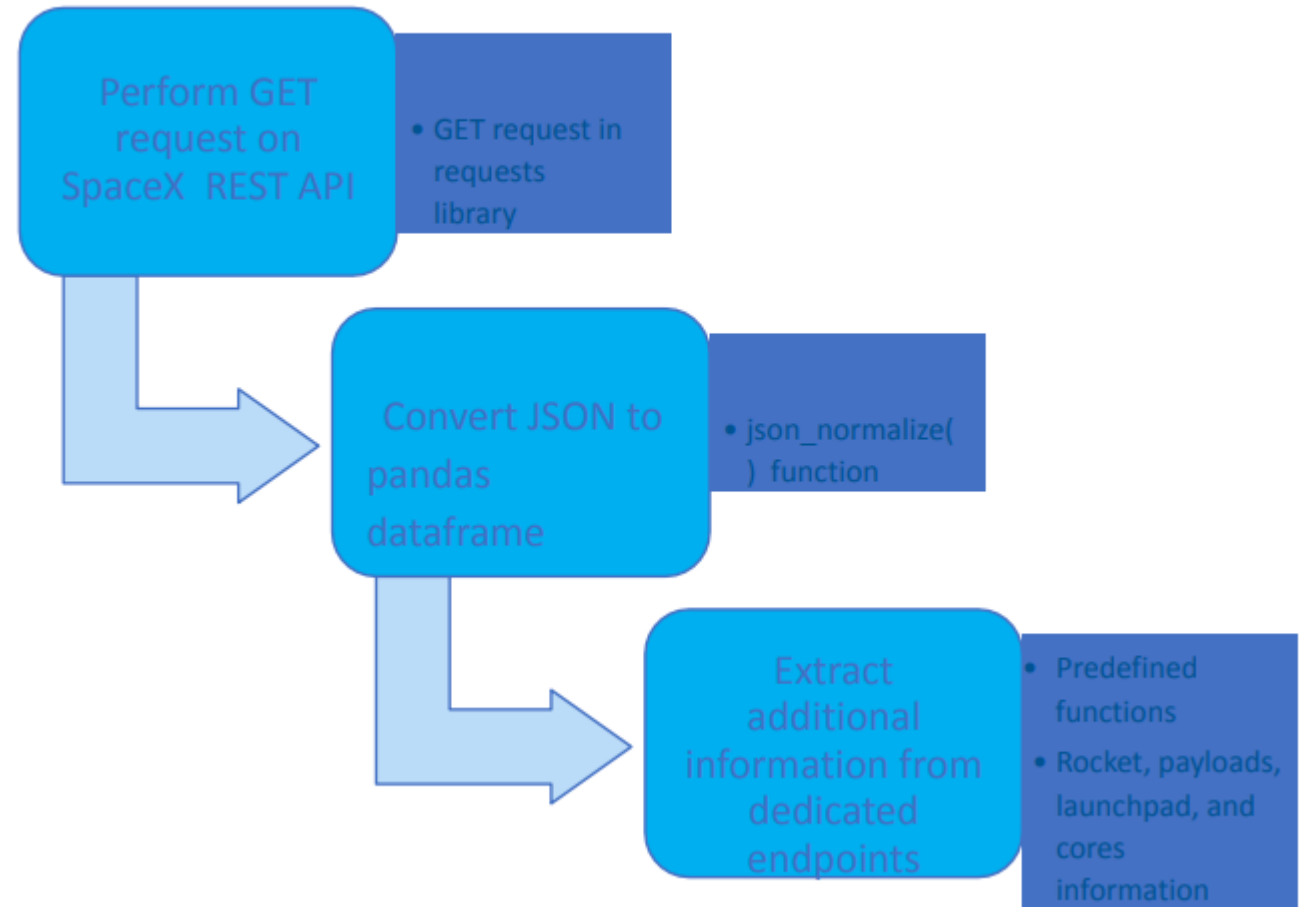 Perform GET
request on
SpaceX  REST API
• GET request in
requests
library
Convert JSON to
pandas
dataframe
• json_normalize(
)  function
Extract
additional
information from
dedicated
endpoints
• Predefined
functions
• Rocket, payloads,
launchpad, and
cores
information